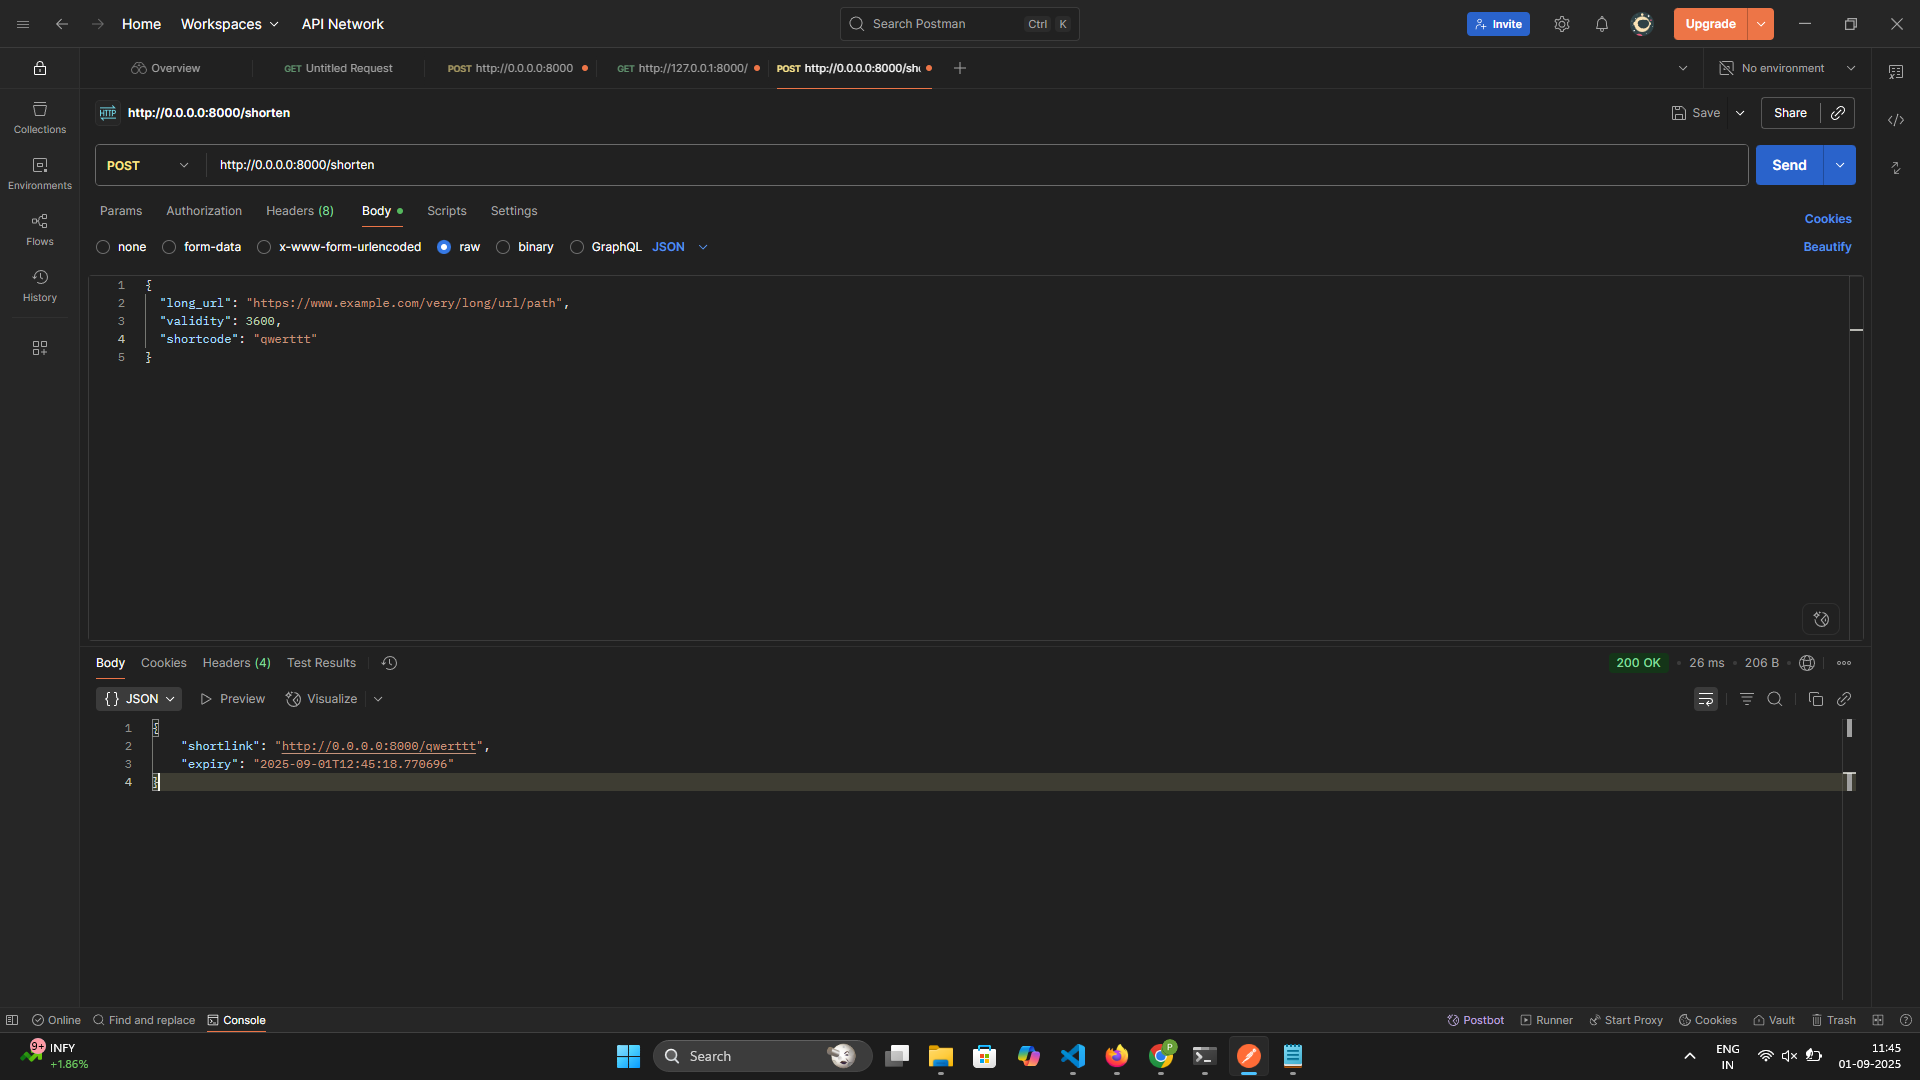 Home Workspaces API Network Search Postman Ctrl K Invite Upgrade
Overview GET Untitled Request POST http://0.0.0.0:8000 GET http://127.0.0.1:8000/ POST http://0.0.0.0:8000/sh No environment
HTTP http://0.0.0.0:8000/shorten Save Share
Collections
POST http://0.0.0.0:8000/shorten Send
Environments
Params Authorization Headers (8) Body Scripts Settings Cookies
Flows
none form-data x-www-form-urlencoded raw binary GraphQL JSON Beautify
History
1 {
2 "long_url": "https://www.example.com/very/long/url/path",
3 "validity": 3600,
4 "shortcode": "qwerttt"
5 }
Body Cookies Headers (4) Test Results 200 OK • 26 ms • 206 B
{ } JSON Preview Visualize
1 {
2 "shortlink": "http://0.0.0.0:8000/qwerttt",
3 "expiry": "2025-09-01T12:45:18.770696"
4 }
Online Find and replace Console Postbot Runner Start Proxy Cookies Vault Trash
9+ INFY
+1.86%
Search
P
ENG
IN
11:45
01-09-2025